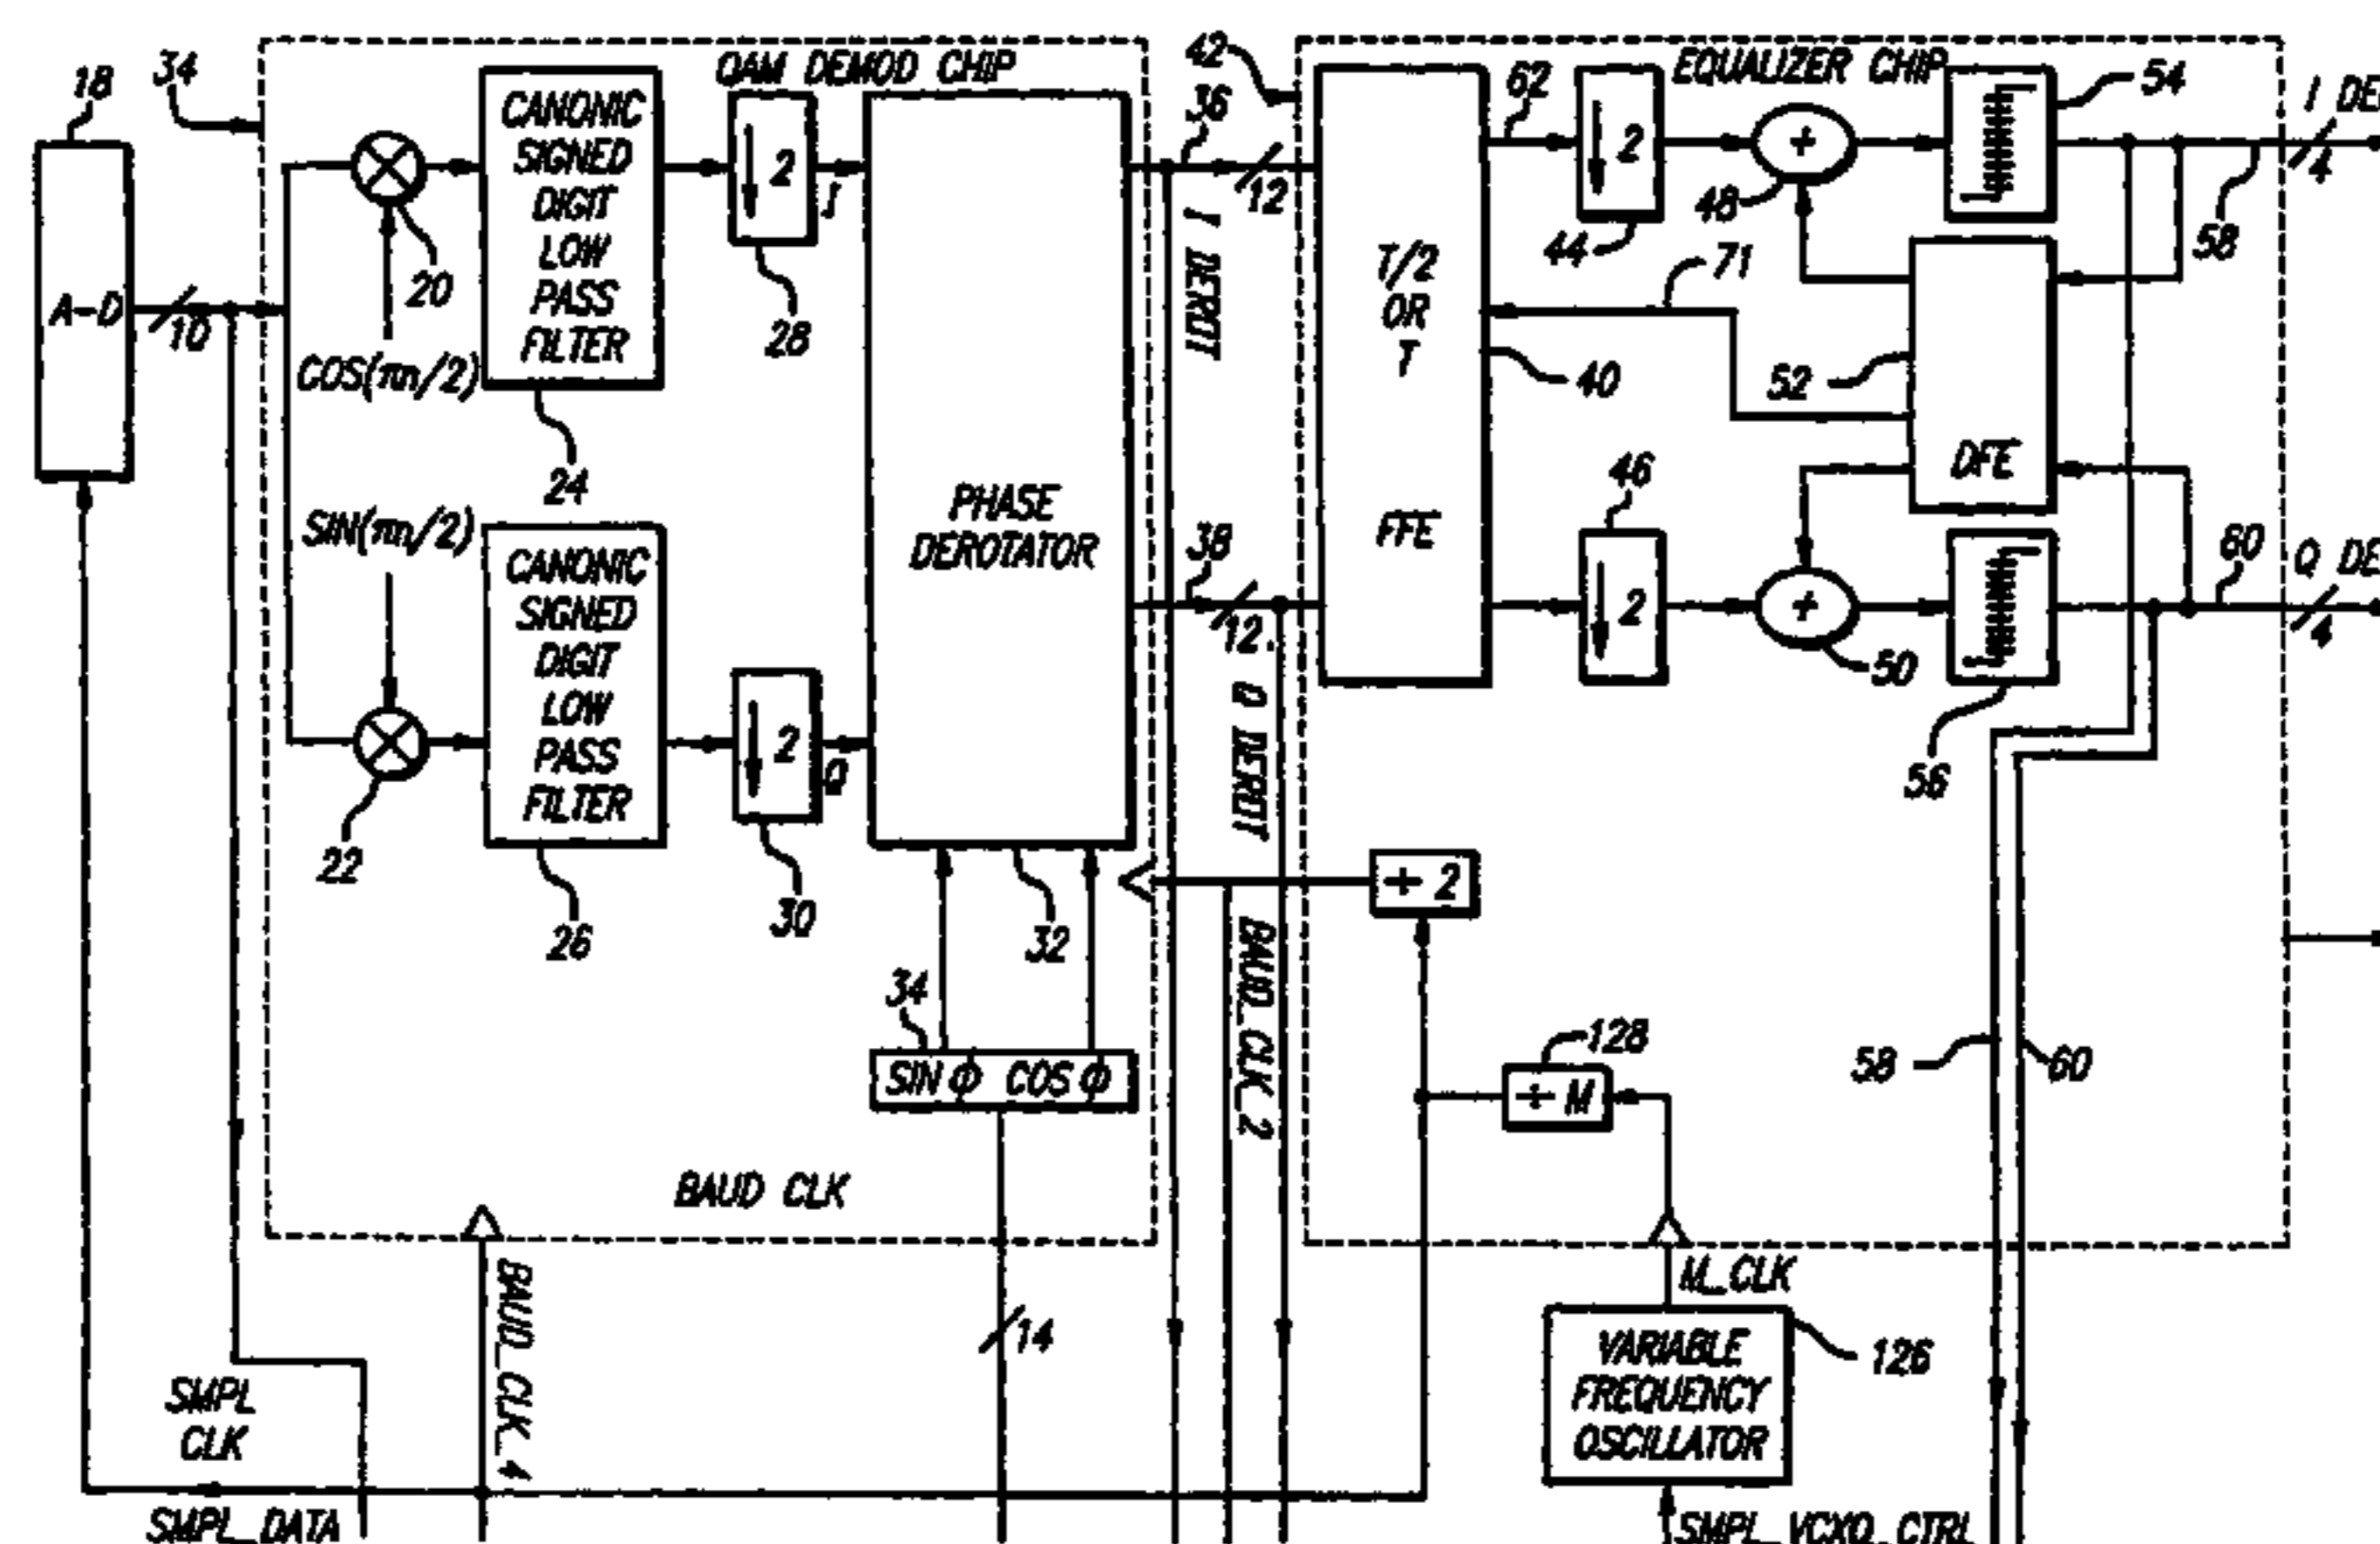 18
34
QAM DEMOD CHIP
42
36
EQUALIZER CHIP
62
54
I DE
CANONIC
SIGNED
DIGIT
LOW
PASS
FILTER
2
I
28
20
A-D
10
COS(πn/2)
24
12
I DEROT
T/2
OR
T
FFE
40
2
44
+
48
71
52
DFE
58
4
SIN(πn/2)
CANONIC
SIGNED
DIGIT
LOW
PASS
FILTER
22
26
2
Q
30
PHASE
DEROTATOR
32
38
12.
Q DEROT
46
2
+
50
56
60
Q DE
4
÷ 2
BAUD_CLK_2
34
SIN Φ COS Φ
128
÷ M
58
60
BAUD CLK
BAUD_CLK_4
14
M_CLK
VARIABLE
FREQUENCY
OSCILLATOR
126
SMPL
CLK
SMPL_DATA
SMPL_VCXO_CTRL